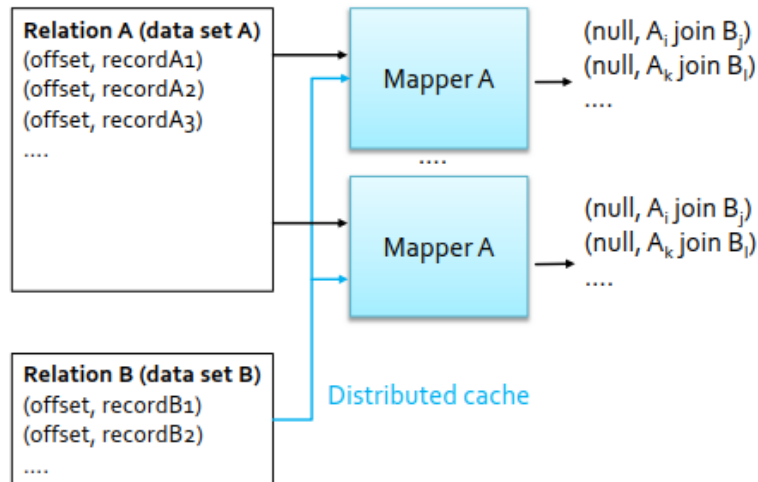 Relation A (data set A)
(offset, recordA1)
(offset, recordA2)
(offset, recordA3)
....
Mapper A
(null, Aᵢ join Bⱼ)
(null, Aₖ join Bₗ)
....
....
Mapper A
(null, Aᵢ join Bⱼ)
(null, Aₖ join Bₗ)
....
Relation B (data set B)
(offset, recordB1)
(offset, recordB2)
....
Distributed cache